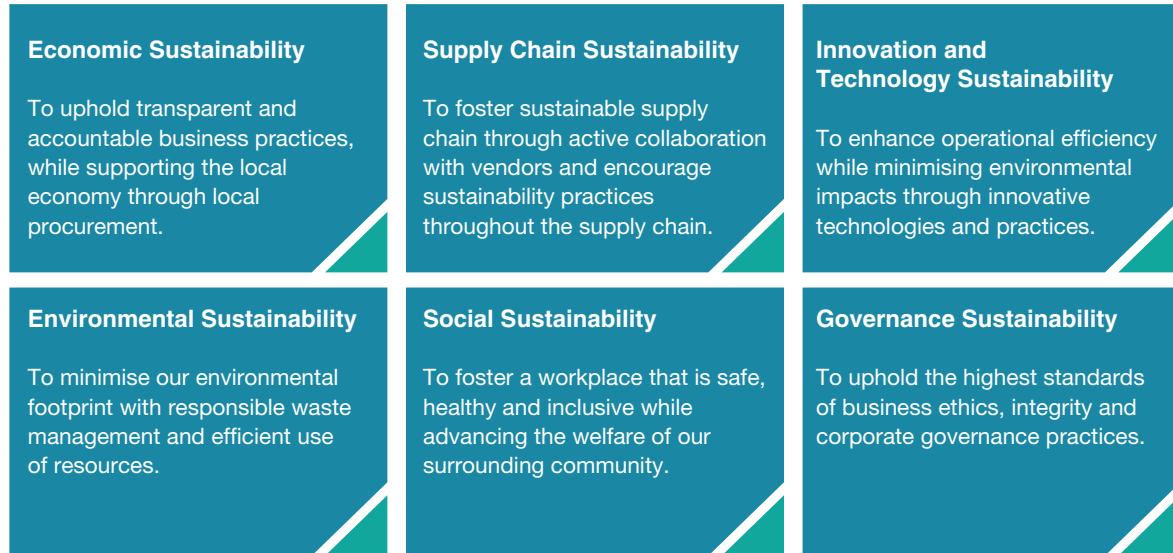 Economic Sustainability
To uphold transparent and
accountable business practices,
while supporting the local
economy through local
procurement.
Supply Chain Sustainability
To foster sustainable supply
chain through active collaboration
with vendors and encourage
sustainability practices
throughout the supply chain.
Innovation and
Technology Sustainability
To enhance operational efficiency
while minimising environmental
impacts through innovative
technologies and practices.
Environmental Sustainability
To minimise our environmental
footprint with responsible waste
management and efficient use
of resources.
Social Sustainability
To foster a workplace that is safe,
healthy and inclusive while
advancing the welfare of our
surrounding community.
Governance Sustainability
To uphold the highest standards
of business ethics, integrity and
corporate governance practices.